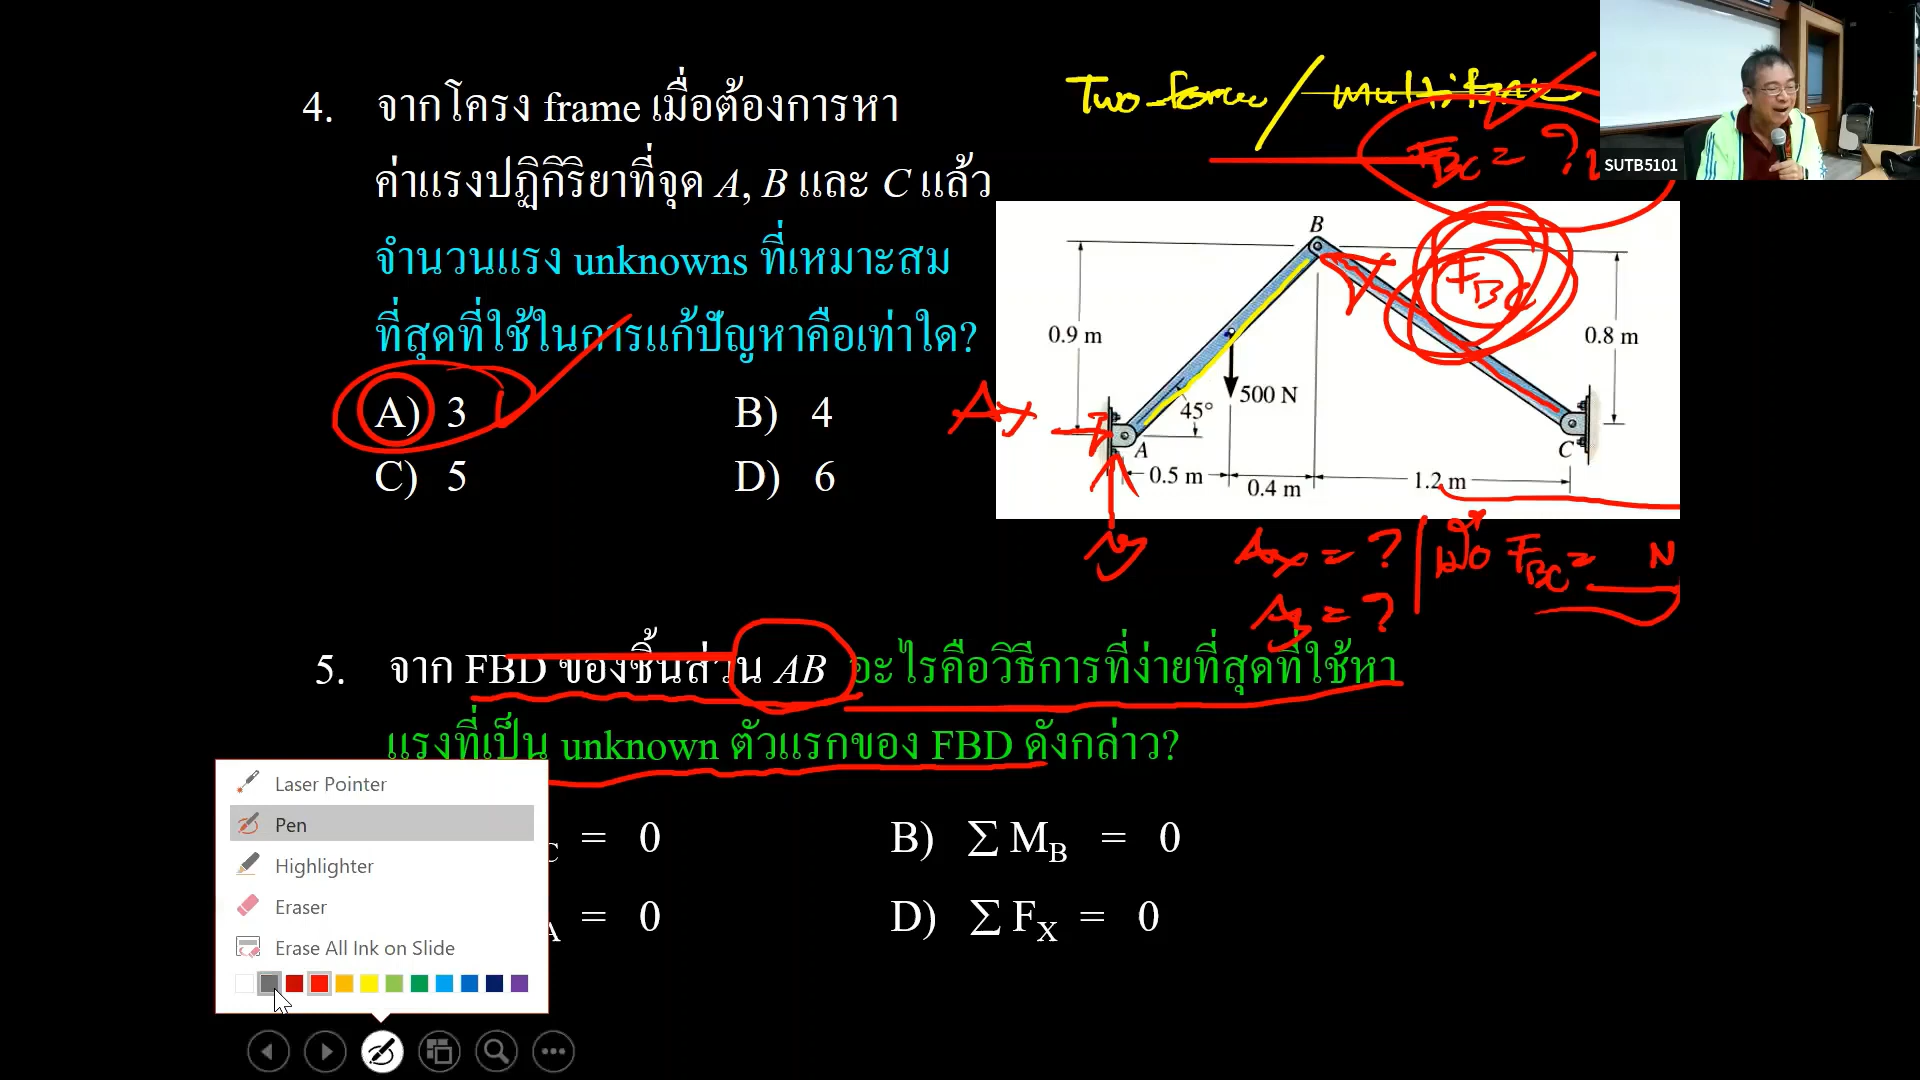 4. จากโครง frame เมื่อต้องการหา
ค่าแรงปฏิกิริยาที่จุด A, B และ C แล้ว
จำนวนแรง unknowns ที่เหมาะสม
ที่สุดที่ใช้ในการแก้ปัญหาคือเท่าใด?
A) 3 B) 4
C) 5 D) 6
Two-force / multiforce
F_BC = ?
SUTB5101
B
F_BC
0.9 m
0.8 m
500 N
45°
Ax
A
C
0.5 m
0.4 m
1.2 m
Ay
Ax = ? | เมื่อ F_BC = N
Ay = ?
5. จาก FBD ของชิ้นส่วน AB อะไรคือวิธีการที่ง่ายที่สุดที่ใช้หา
แรงที่เป็น unknown ตัวแรกของ FBD ดังกล่าว?
C = 0 B) ∑ M_B = 0
A = 0 D) ∑ F_X = 0
Laser Pointer
Pen
Highlighter
Eraser
Erase All Ink on Slide